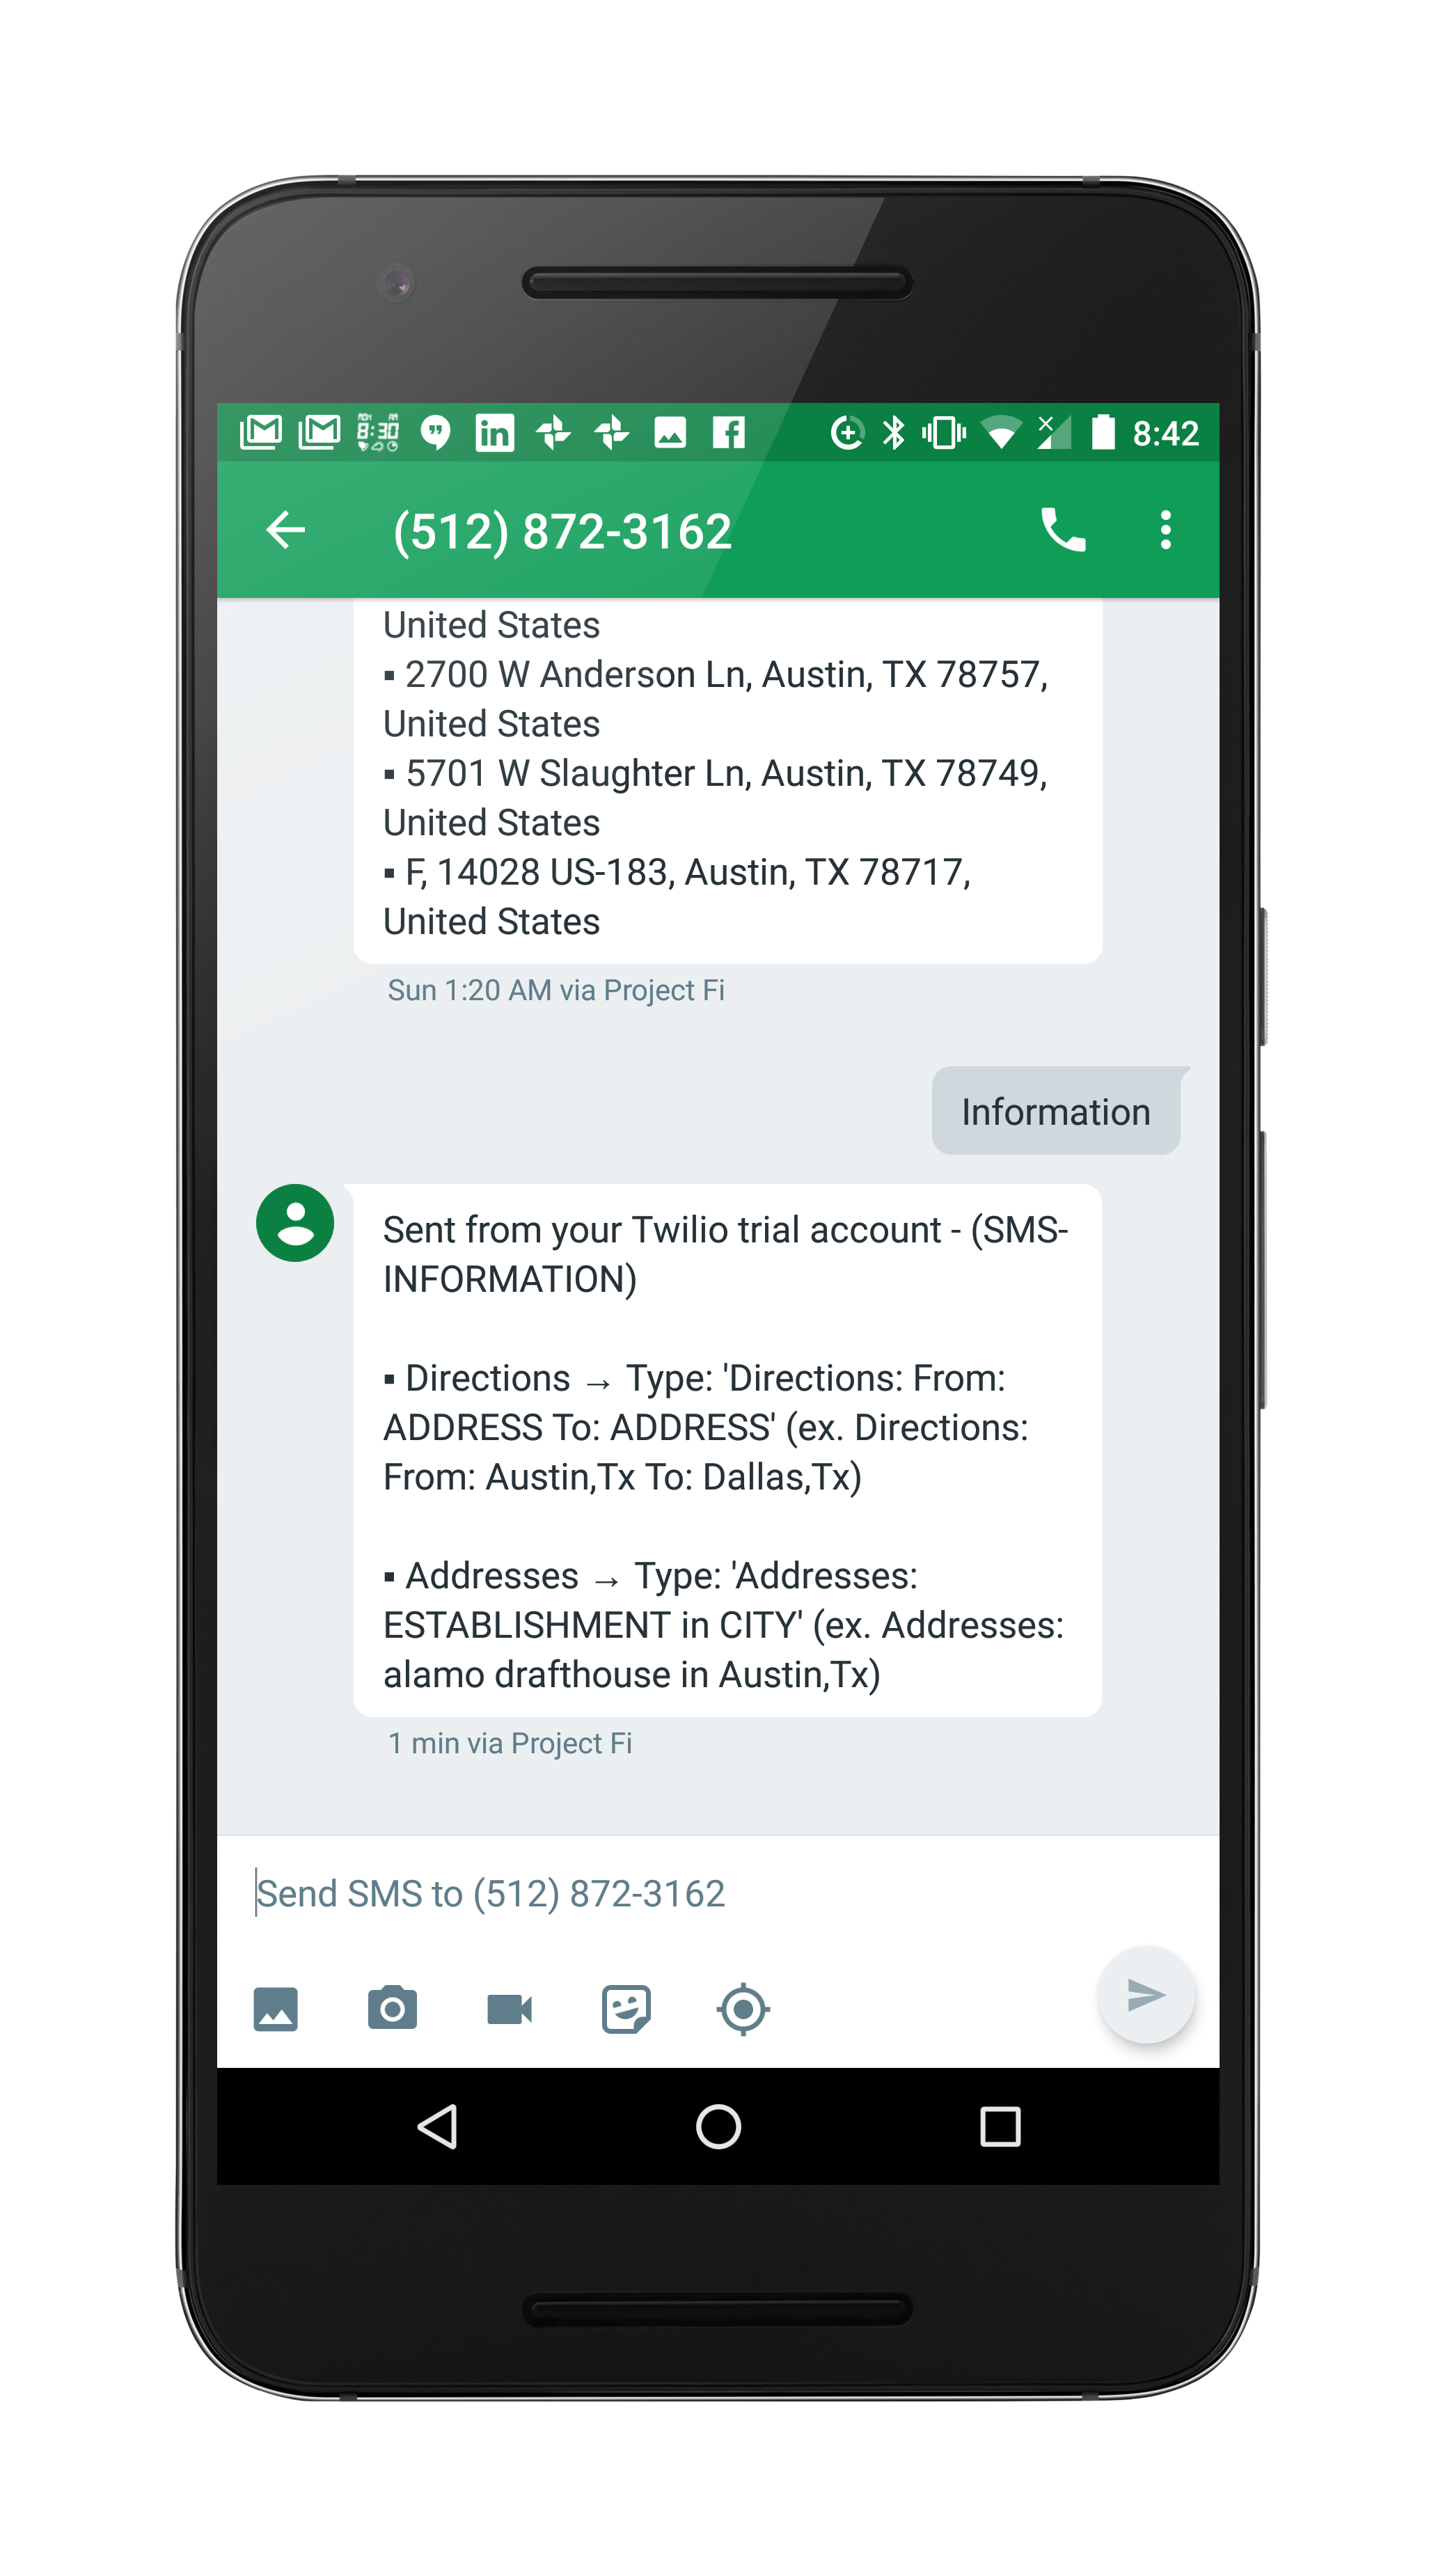 MON AM
8:30
8:42
(512) 872-3162
United States
▪ 2700 W Anderson Ln, Austin, TX 78757,
United States
▪ 5701 W Slaughter Ln, Austin, TX 78749,
United States
▪ F, 14028 US-183, Austin, TX 78717,
United States
Sun 1:20 AM via Project Fi
Information
Sent from your Twilio trial account - (SMS-
INFORMATION)
▪ Directions → Type: 'Directions: From:
ADDRESS To: ADDRESS' (ex. Directions:
From: Austin,Tx To: Dallas,Tx)
▪ Addresses → Type: 'Addresses:
ESTABLISHMENT in CITY' (ex. Addresses:
alamo drafthouse in Austin,Tx)
1 min via Project Fi
Send SMS to (512) 872-3162